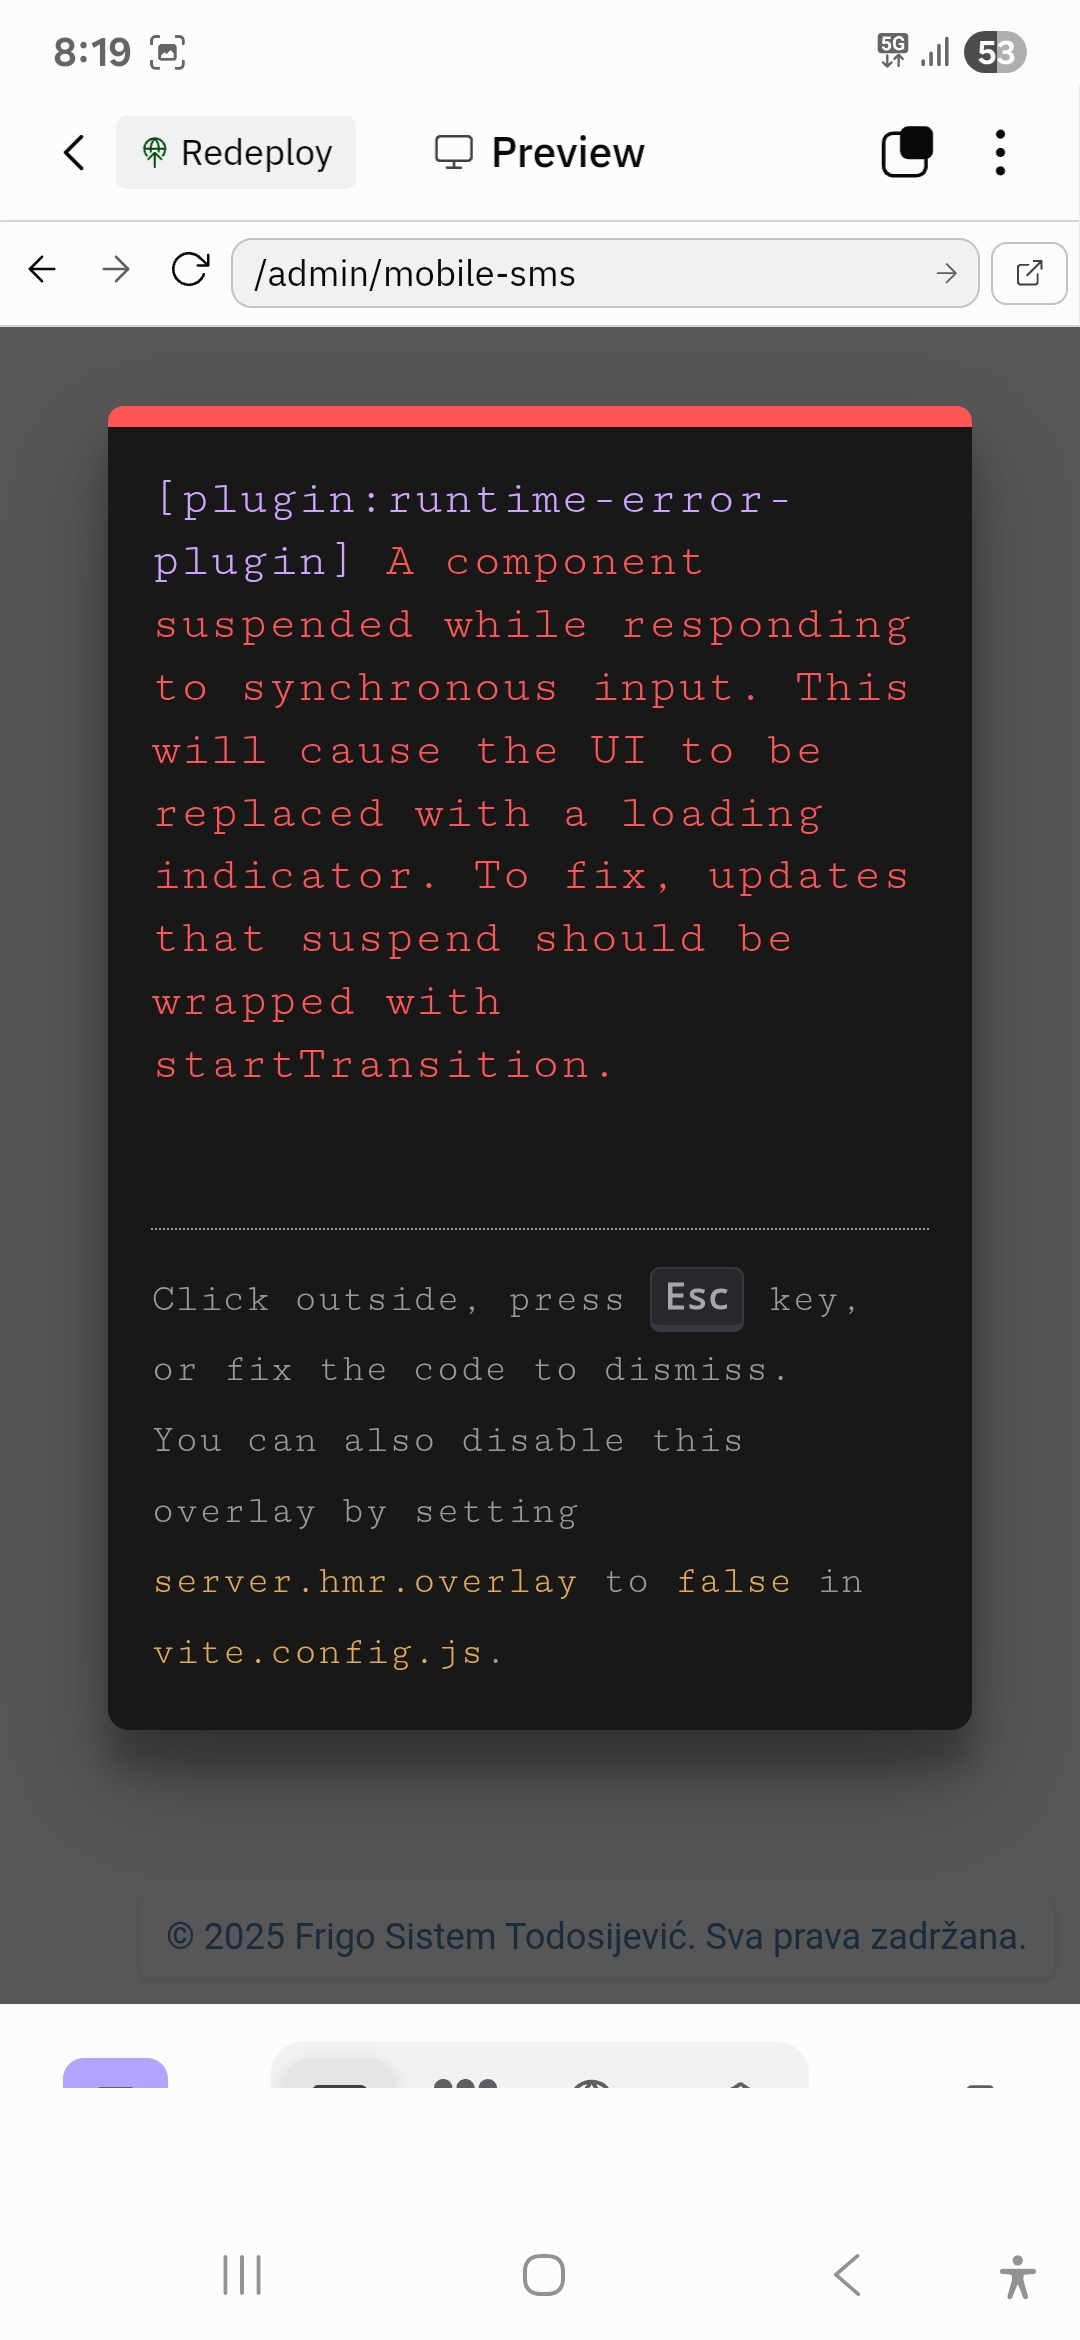 8:19
5G
53
Redeploy
Preview
/admin/mobile-sms
[plugin:runtime-error-
plugin] A component
suspended while responding
to synchronous input. This
will cause the UI to be
replaced with a loading
indicator. To fix, updates
that suspend should be
wrapped with
startTransition.
Click outside, press Esc key,
or fix the code to dismiss.
You can also disable this
overlay by setting
server.hmr.overlay to false in
vite.config.js.
© 2025 Frigo Sistem Todosijević. Sva prava zadržana.